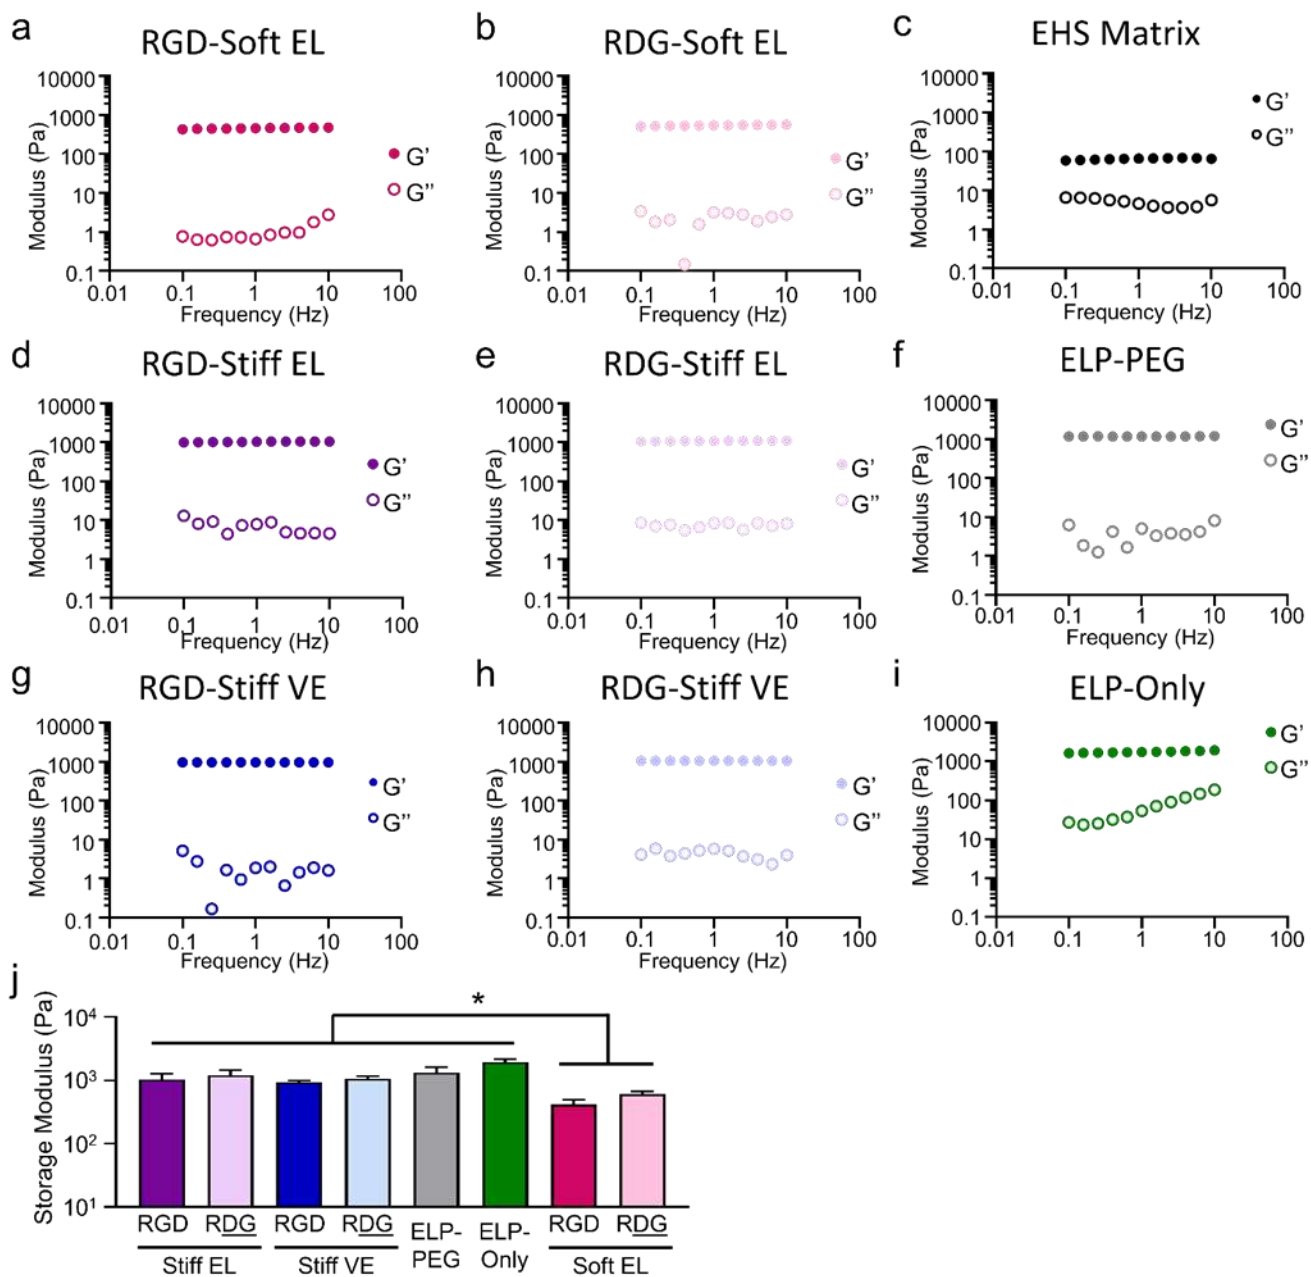 a
RGD-Soft EL
Modulus (Pa)
10000
1000
100
10
1
0.1
0.01 0.1 1 10 100
Frequency (Hz)
G'
G''
b
RDG-Soft EL
Modulus (Pa)
10000
1000
100
10
1
0.1
0.01 0.1 1 10 100
Frequency (Hz)
G'
G''
c
EHS Matrix
Modulus (Pa)
10000
1000
100
10
1
0.1
0.01 0.1 1 10 100
Frequency (Hz)
G'
G''
d
RGD-Stiff EL
Modulus (Pa)
10000
1000
100
10
1
0.1
0.01 0.1 1 10 100
Frequency (Hz)
G'
G''
e
RDG-Stiff EL
Modulus (Pa)
10000
1000
100
10
1
0.1
0.01 0.1 1 10 100
Frequency (Hz)
G'
G''
f
ELP-PEG
Modulus (Pa)
10000
1000
100
10
1
0.1
0.01 0.1 1 10 100
Frequency (Hz)
G'
G''
g
RGD-Stiff VE
Modulus (Pa)
10000
1000
100
10
1
0.1
0.01 0.1 1 10 100
Frequency (Hz)
G'
G''
h
RDG-Stiff VE
Modulus (Pa)
10000
1000
100
10
1
0.1
0.01 0.1 1 10 100
Frequency (Hz)
G'
G''
i
ELP-Only
Modulus (Pa)
10000
1000
100
10
1
0.1
0.01 0.1 1 10 100
Frequency (Hz)
G'
G''
j
Storage Modulus (Pa)
10⁴
10³
10²
10¹
*
RGD RDG RGD RDG ELP- ELP- RGD RDG
PEG Only
Stiff EL Stiff VE Soft EL